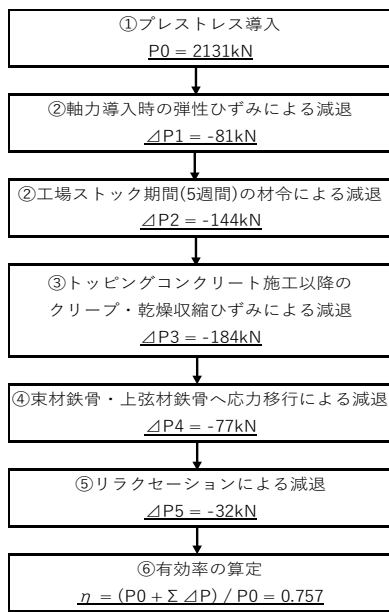 ①プレストレス導入
P0 = 2131kN
②軸力導入時の弾性ひずみによる減退
⊿P1 = -81kN
②工場ストック期間(5週間)の材令による減退
⊿P2 = -144kN
③トッピングコンクリート施工以降の
クリープ・乾燥収縮ひずみによる減退
⊿P3 = -184kN
④束材鉄骨・上弦材鉄骨へ応力移行による減退
⊿P4 = -77kN
⑤リラクセーションによる減退
⊿P5 = -32kN
⑥有効率の算定
η = (P0 + Σ ⊿P) / P0 = 0.757